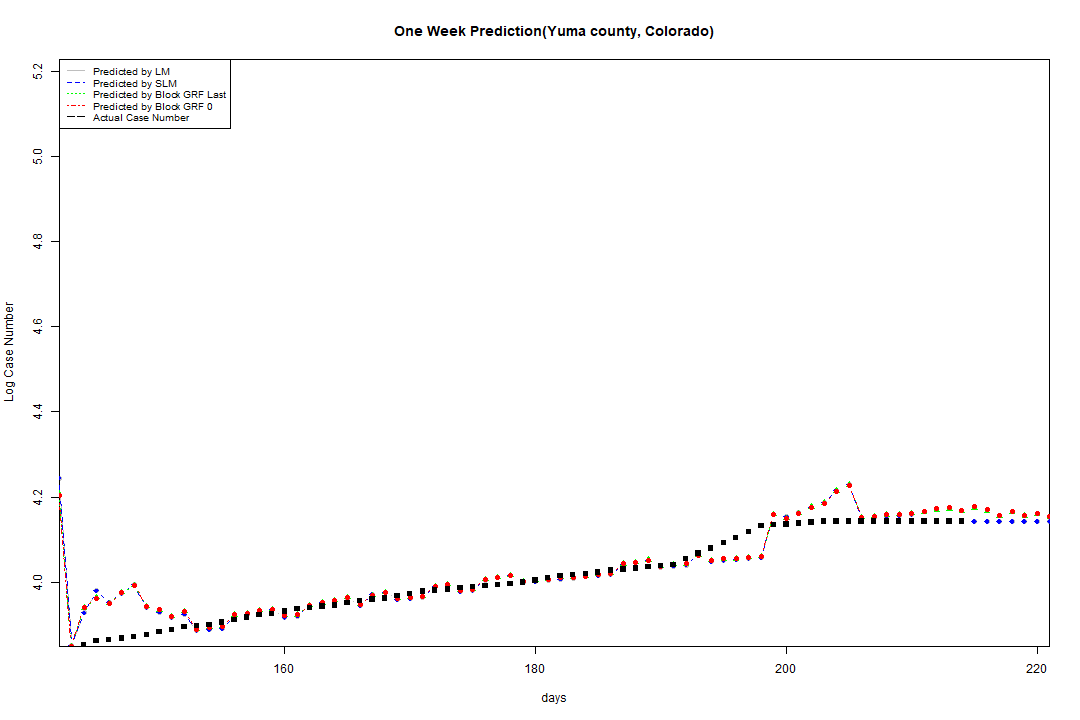 One Week Prediction(Yuma county, Colorado)
Predicted by LM
Predicted by SLM
Predicted by Block GRF Last
Predicted by Block GRF 0
Actual Case Number
5.2
5.0
4.8
4.6
4.4
4.2
4.0
Log Case Number
160
180
200
220
days